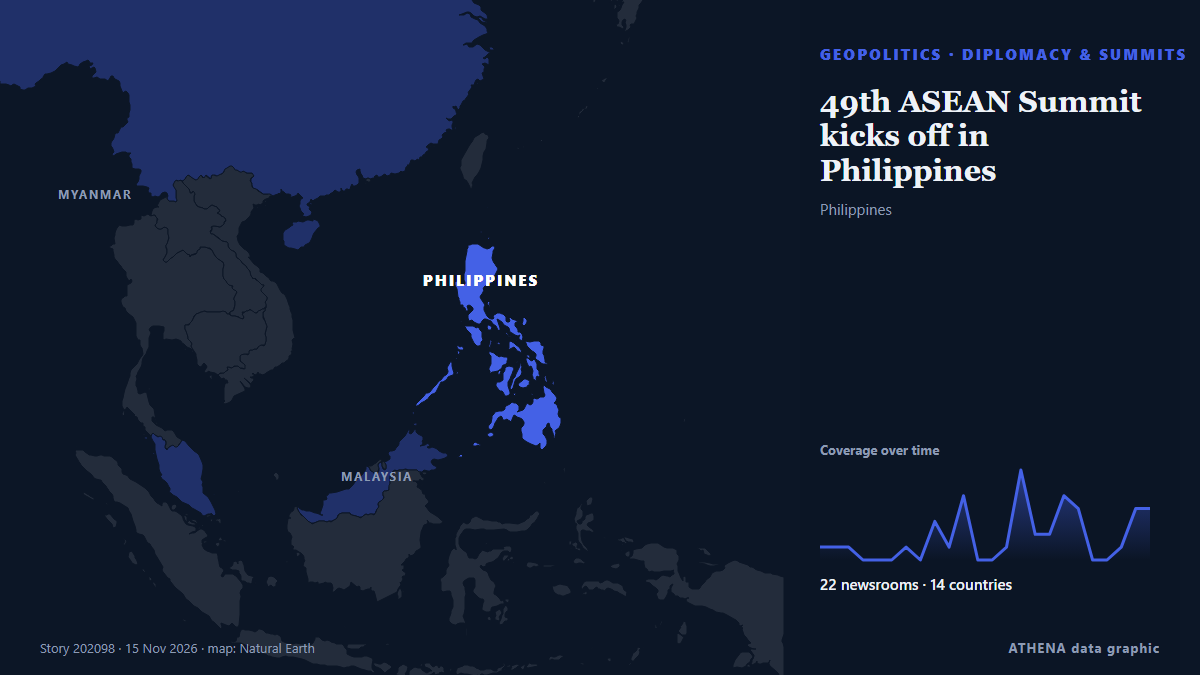 GEOPOLITICS · DIPLOMACY & SUMMITS
49th ASEAN Summit
kicks off in
Philippines
Philippines
MYANMAR
PHILIPPINES
MALAYSIA
Coverage over time
22 newsrooms · 14 countries
Story 202098 · 15 Nov 2026 · map: Natural Earth
ATHENA data graphic